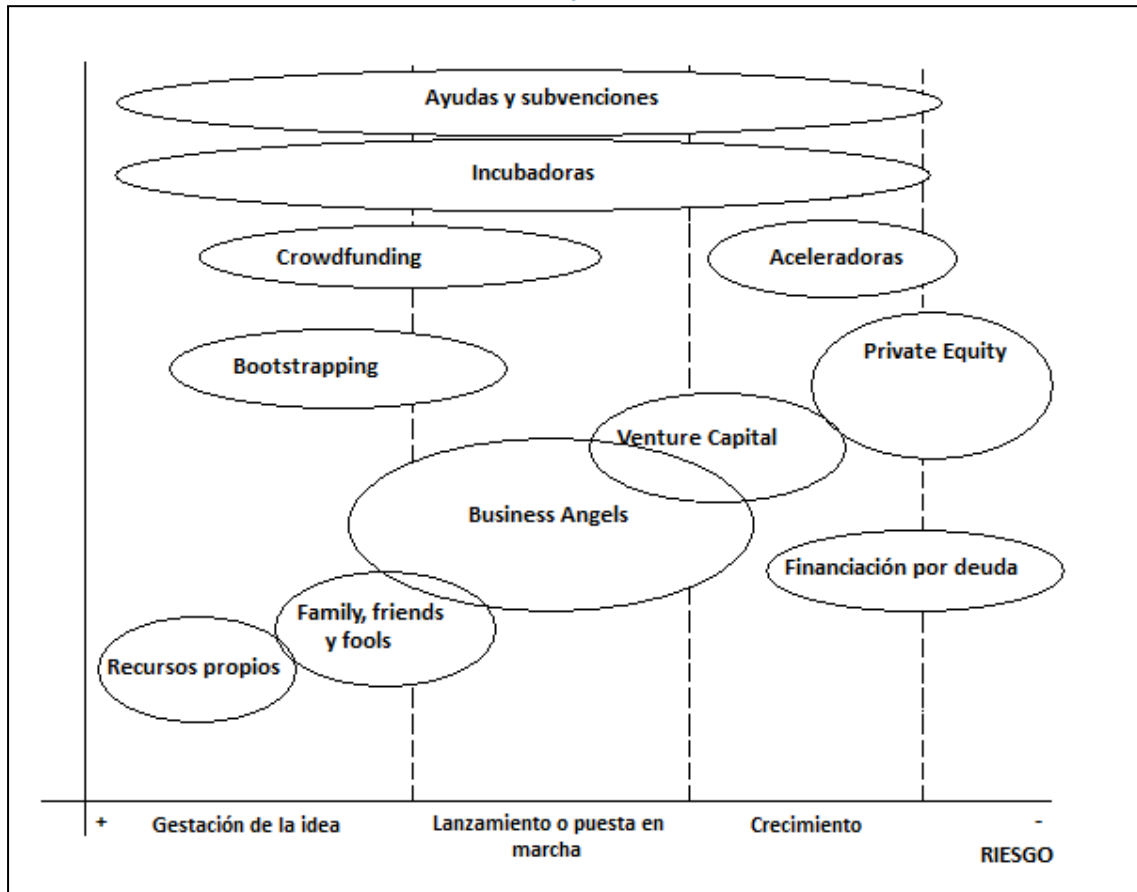 Ayudas y subvenciones
Incubadoras
Crowdfunding
Aceleradoras
Bootstrapping
Private Equity
Venture Capital
Business Angels
Financiación por deuda
Family, friends
y fools
Recursos propios
+
Gestación de la idea
Lanzamiento o puesta en
marcha
Crecimiento
-
RIESGO